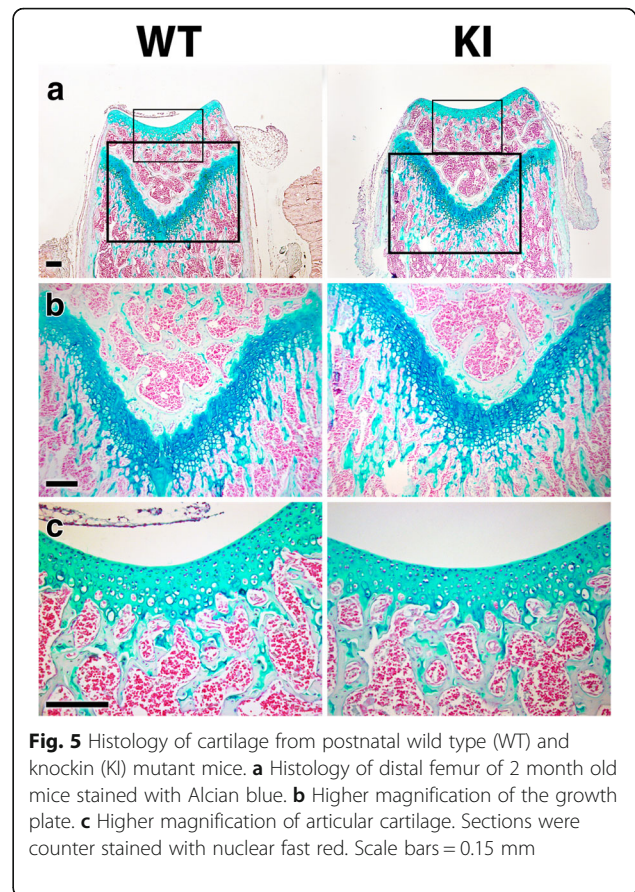 WT KI
a
b
c
Fig. 5 Histology of cartilage from postnatal wild type (WT) and
knockin (KI) mutant mice. a Histology of distal femur of 2 month old
mice stained with Alcian blue. b Higher magnification of the growth
plate. c Higher magnification of articular cartilage. Sections were
counter stained with nuclear fast red. Scale bars = 0.15 mm